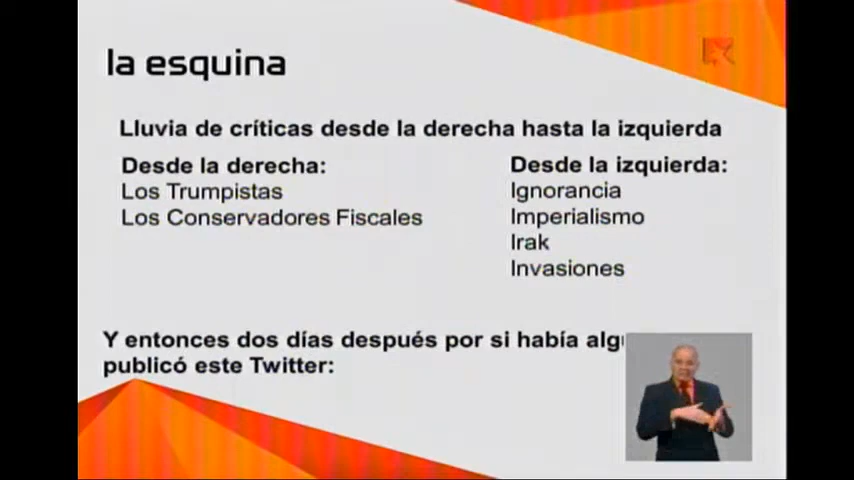 la esquina
Lluvia de críticas desde la derecha hasta la izquierda
Desde la derecha:
Los Trumpistas
Los Conservadores Fiscales
Desde la izquierda:
Ignorancia
Imperialismo
Irak
Invasiones
Y entonces dos días después por si había
publicó este Twitter: